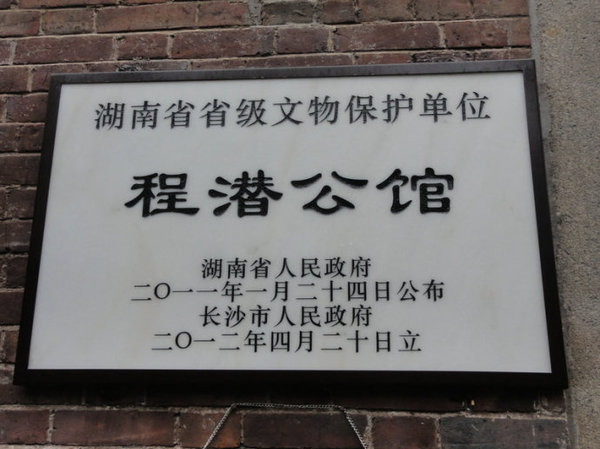 湖南省省级文物保护单位
程潜公馆
湖南省人民政府
二〇一一年一月二十四日公布
长沙市人民政府
二〇一二年四月二十日立